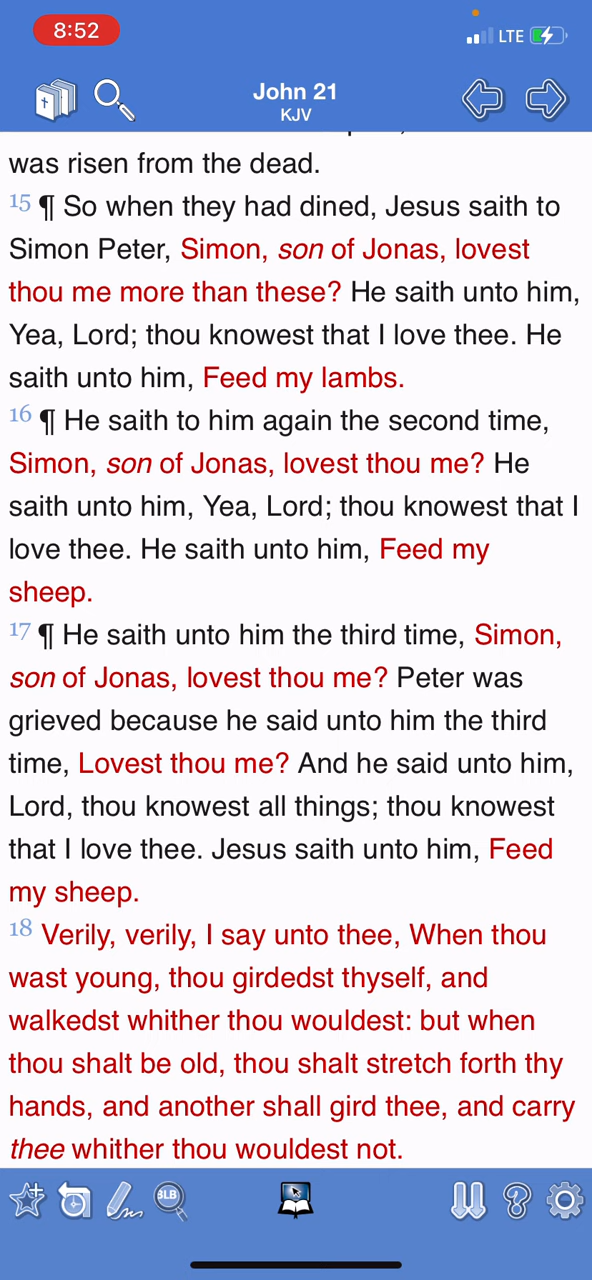 8:52
LTE
John 21
KJV
was risen from the dead.
15 ¶ So when they had dined, Jesus saith to
Simon Peter, Simon, son of Jonas, lovest
thou me more than these? He saith unto him,
Yea, Lord; thou knowest that I love thee. He
saith unto him, Feed my lambs.
16 ¶ He saith to him again the second time,
Simon, son of Jonas, lovest thou me? He
saith unto him, Yea, Lord; thou knowest that I
love thee. He saith unto him, Feed my
sheep.
17 ¶ He saith unto him the third time, Simon,
son of Jonas, lovest thou me? Peter was
grieved because he said unto him the third
time, Lovest thou me? And he said unto him,
Lord, thou knowest all things; thou knowest
that I love thee. Jesus saith unto him, Feed
my sheep.
18 Verily, verily, I say unto thee, When thou
wast young, thou girdedst thyself, and
walkedst whither thou wouldest: but when
thou shalt be old, thou shalt stretch forth thy
hands, and another shall gird thee, and carry
thee whither thou wouldest not.
BLB